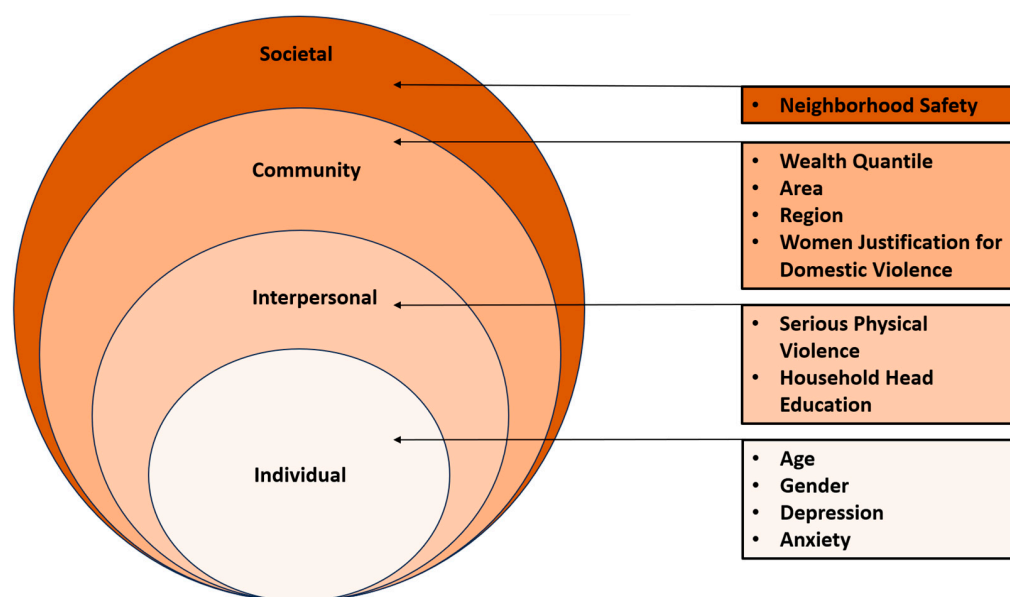 Societal
• Neighborhood Safety
Community
• Wealth Quantile
• Area
• Region
• Women Justification for
Domestic Violence
Interpersonal
• Serious Physical
Violence
• Household Head
Education
Individual
• Age
• Gender
• Depression
• Anxiety